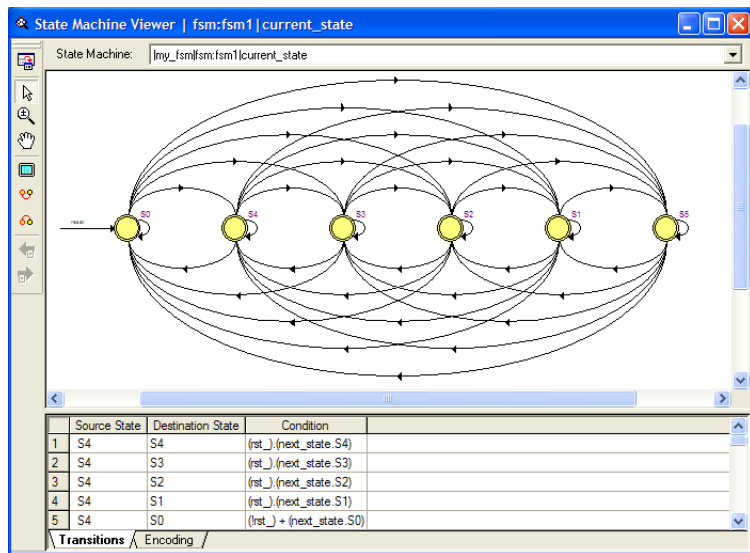 State Machine Viewer | fsm:fsm1|current_state
State Machine: |my_fsm|fsm:fsm1|current_state
reset
S0 S4 S3 S2 S1 S5
Source State Destination State Condition
1 S4 S4 (rst_).(next_state.S4)
2 S4 S3 (rst_).(next_state.S3)
3 S4 S2 (rst_).(next_state.S2)
4 S4 S1 (rst_).(next_state.S1)
5 S4 S0 (!rst_) + (next_state.S0)
Transitions Encoding